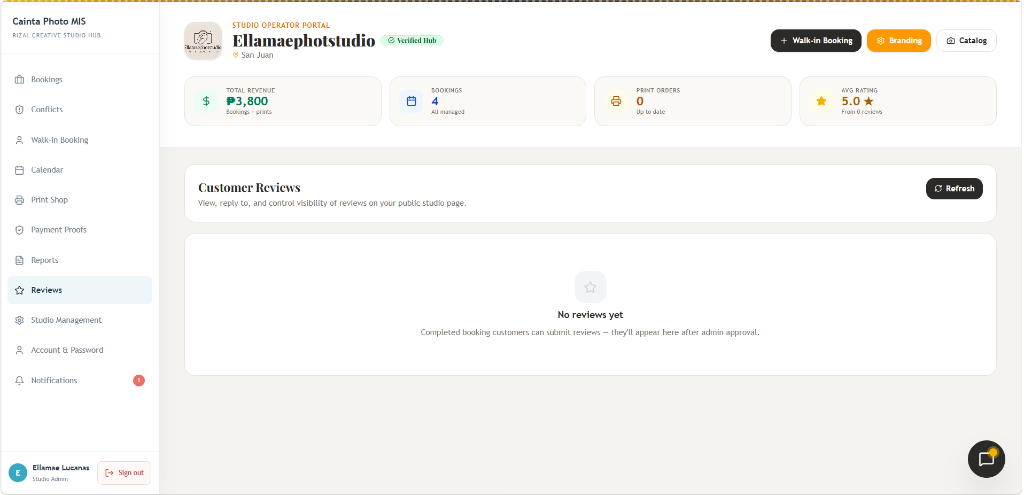 Cainta Photo MIS
RIZAL CREATIVE STUDIO HUB
Bookings
Conflicts
Walk-in Booking
Calendar
Print Shop
Payment Proofs
Reports
Reviews
Studio Management
Account & Password
Notifications
1
E
Ellamae Lucanas
Studio Admin
Sign out
Ellamaephotstudio
STUDIO OPERATOR PORTAL
Ellamaephotstudio
Verified Hub
San Juan
Walk-in Booking
Branding
Catalog
TOTAL REVENUE
₱3,800
Bookings + prints
BOOKINGS
4
All managed
PRINT ORDERS
0
Up to date
AVG RATING
5.0 ★
From 0 reviews
Customer Reviews
View, reply to, and control visibility of reviews on your public studio page.
Refresh
No reviews yet
Completed booking customers can submit reviews — they'll appear here after admin approval.